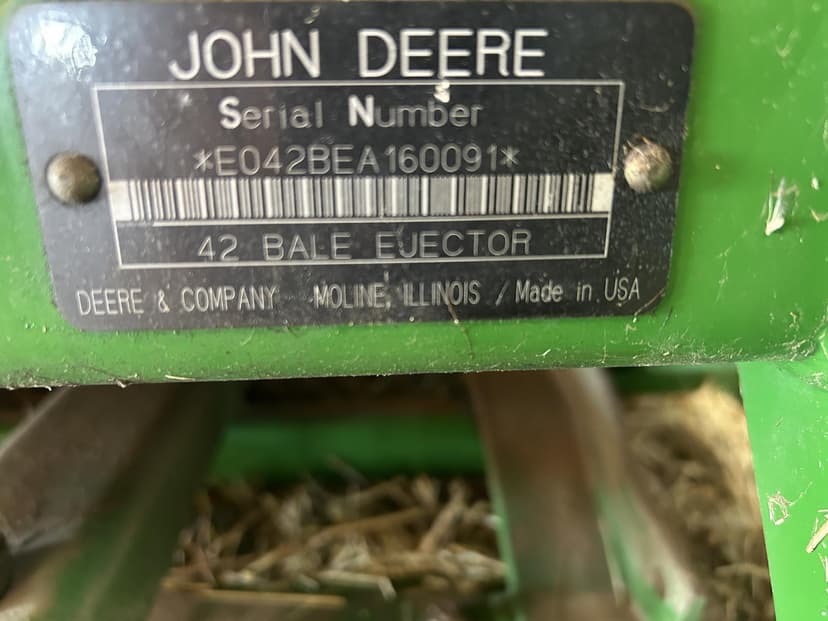 JOHN DEERE
Serial Number
*E042BEA160091*
42 BALE EJECTOR
DEERE & COMPANY MOLINE, ILLINOIS / Made in USA